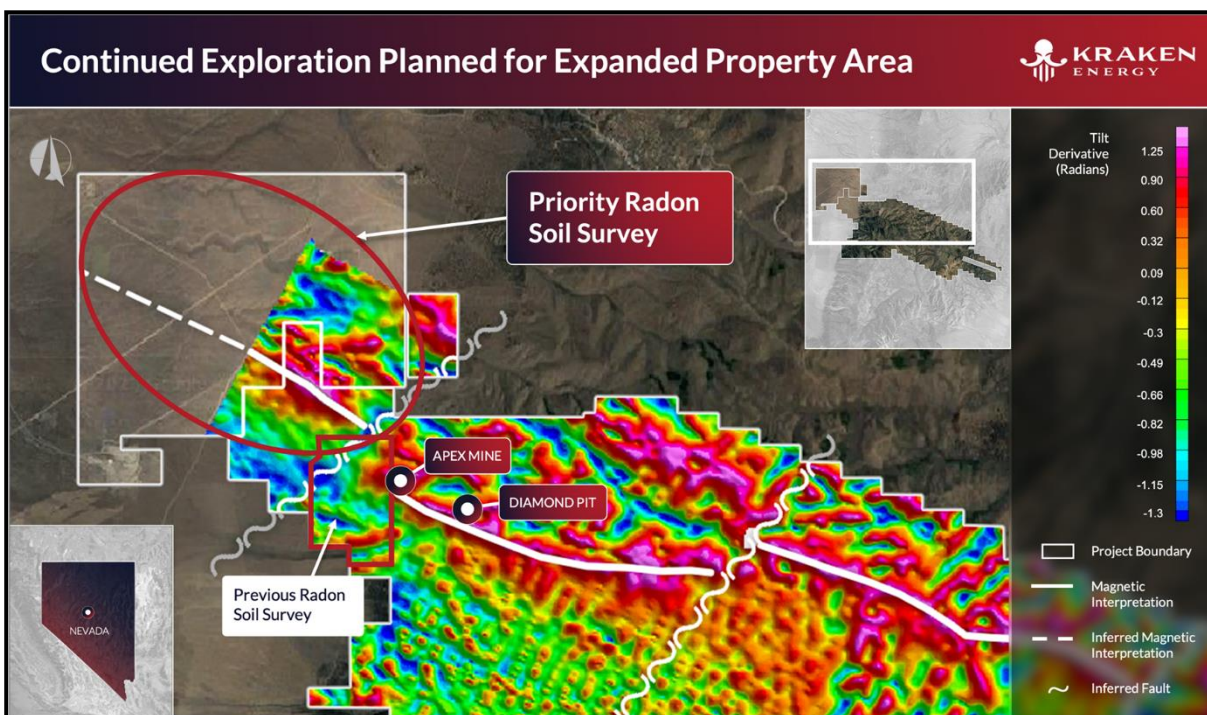 Continued Exploration Planned for Expanded Property Area
KRAKEN
ENERGY
Priority Radon
Soil Survey
Tilt
Derivative
(Radians)
1.25
0.90
0.60
0.32
0.09
-0.12
-0.3
-0.49
-0.66
-0.82
-0.98
-1.15
-1.3
APEX MINE
DIAMOND PIT
Previous Radon
Soil Survey
NEVADA
Project Boundary
Magnetic
Interpretation
Inferred Magnetic
Interpretation
Inferred Fault